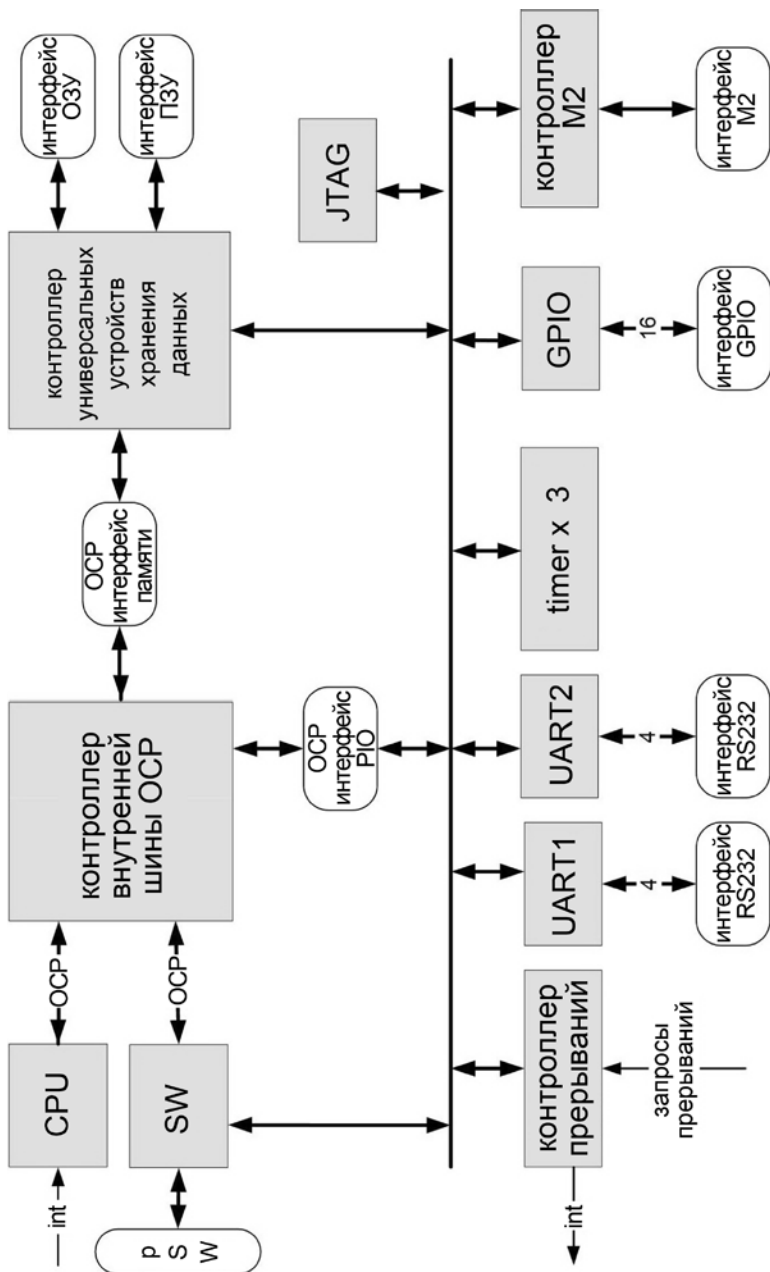 int
CPU
OCP
контроллер
внутренней
шины OCP
OCP
интерфейс
памяти
контроллер
универсальных
устройств
хранения
данных
интерфейс
ОЗУ
интерфейс
ПЗУ
p
S
W
SW
OCP
OCP
интерфейс
PIO
JTAG
контроллер
прерываний
UART1
UART2
timer x 3
GPIO
контроллер
M2
int
запросы
прерываний
4
4
16
интерфейс
RS232
интерфейс
RS232
интерфейс
GPIO
интерфейс
M2